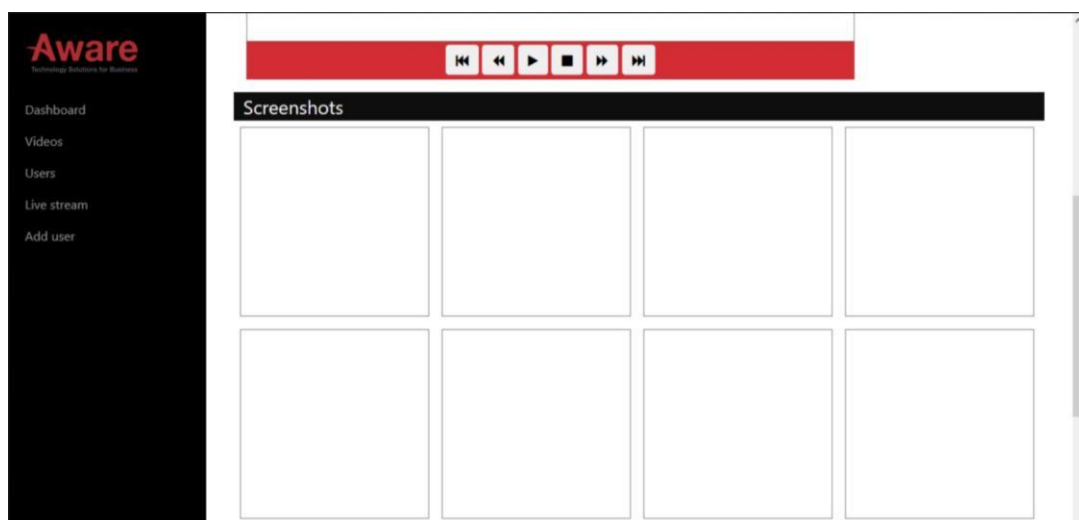 Aware
Technology Solutions for Business
Dashboard
Videos
Users
Live stream
Add user
Screenshots